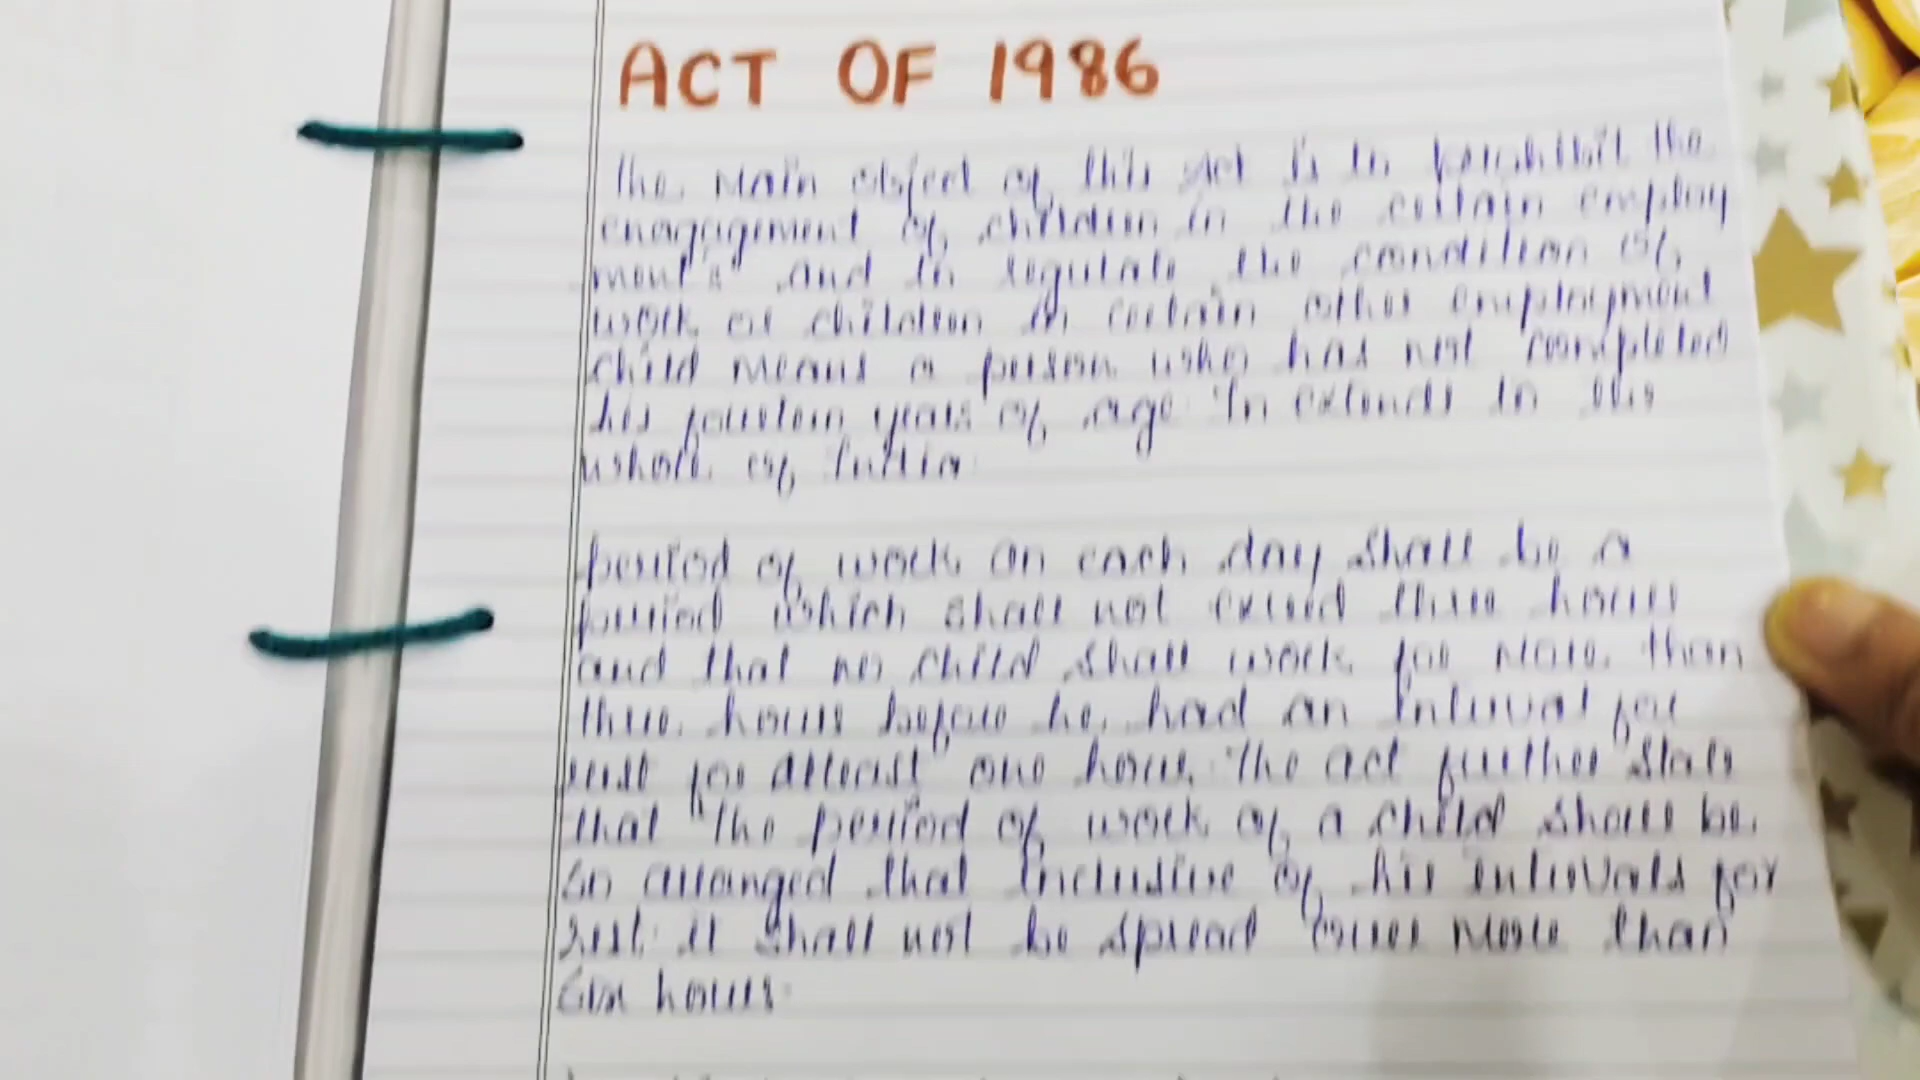 ACT OF 1986
The Main object of this Act is to prohibit the
enagagement of children in the certain employ
ment's and to regulate the condition of
work or children in certain other employment
child means a person who has not completed
his fourteen years of age. In extends to the
whole of India.
period of work on each day shall be a
period which shall not exceed three hours
and that no child shall work for more than
three hours before he had an interval for
rest for atleast one hour. The act further state
that "The period of work of a child shall be
so arranged that inclusive of his intervals for
rest. it shall not be spread over more than
six hours.